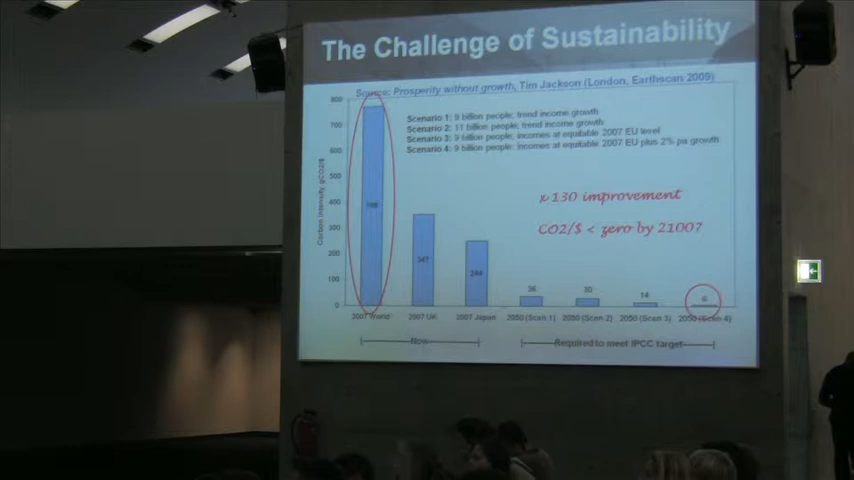 The Challenge of Sustainability
Source: Prosperity without growth, Tim Jackson (London, Earthscan 2009)
Scenario 1: 9 billion people; trend income growth
Scenario 2: 11 billion people; trend income growth
Scenario 3: 9 billion people; incomes at equitable 2007 EU level
Scenario 4: 9 billion people; incomes at equitable 2007 EU plus 2% pa growth
x 130 improvement
CO2/$ < zero by 21007
Carbon Intensity gCO2/$
800
700
600
500
400
300
200
100
0
768
347
244
36
30
14
6
2007 World
2007 UK
2007 Japan
2050 (Scen 1)
2050 (Scen 2)
2050 (Scen 3)
2050 (Scen 4)
Now
Required to meet IPCC target